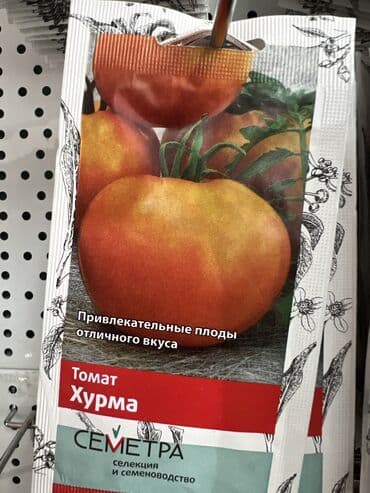 Привлекательные плоды
отличного вкуса
Томат
Хурма
СЕМЕТРА
селекция
и семеноводство